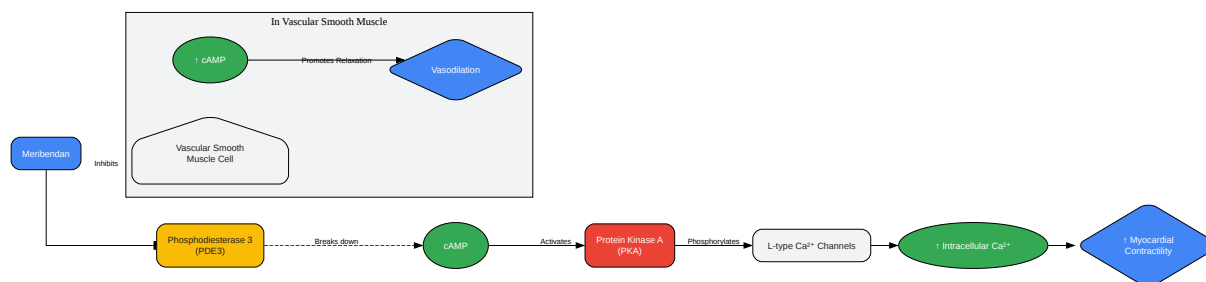 In Vascular Smooth Muscle
↑ cAMP
Promotes Relaxation
Vasodilation
Vascular Smooth
Muscle Cell
Meribendan
Inhibits
Phosphodiesterase 3
(PDE3)
Breaks down
cAMP
Activates
Protein Kinase A
(PKA)
Phosphorylates
L-type Ca²⁺ Channels
↑ Intracellular Ca²⁺
↑ Myocardial
Contractility